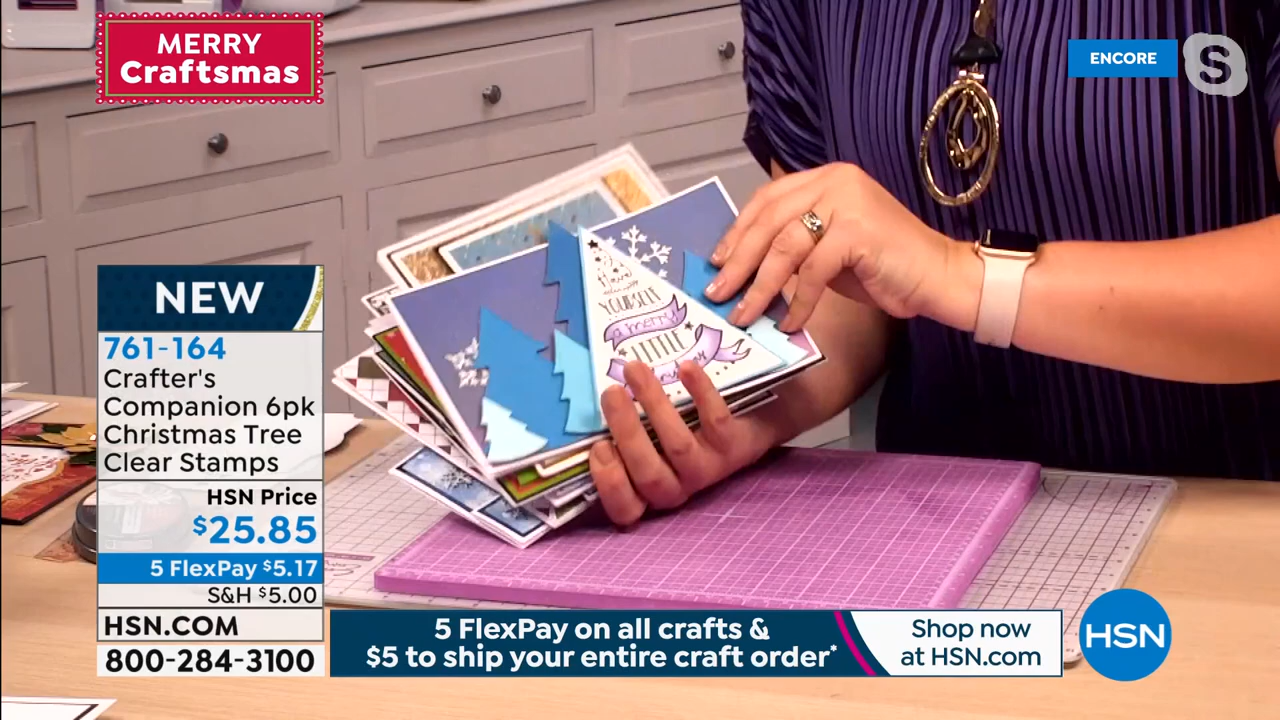 MERRY
Craftsmas
ENCORE
S
YOURSELF
a merry
LITTLE
NEW
761-164
Crafter's
Companion 6pk
Christmas Tree
Clear Stamps
HSN Price
$25.85
5 FlexPay $5.17
S&H $5.00
HSN.COM
800-284-3100
5 FlexPay on all crafts &
$5 to ship your entire craft order*
Shop now
at HSN.com
HSN